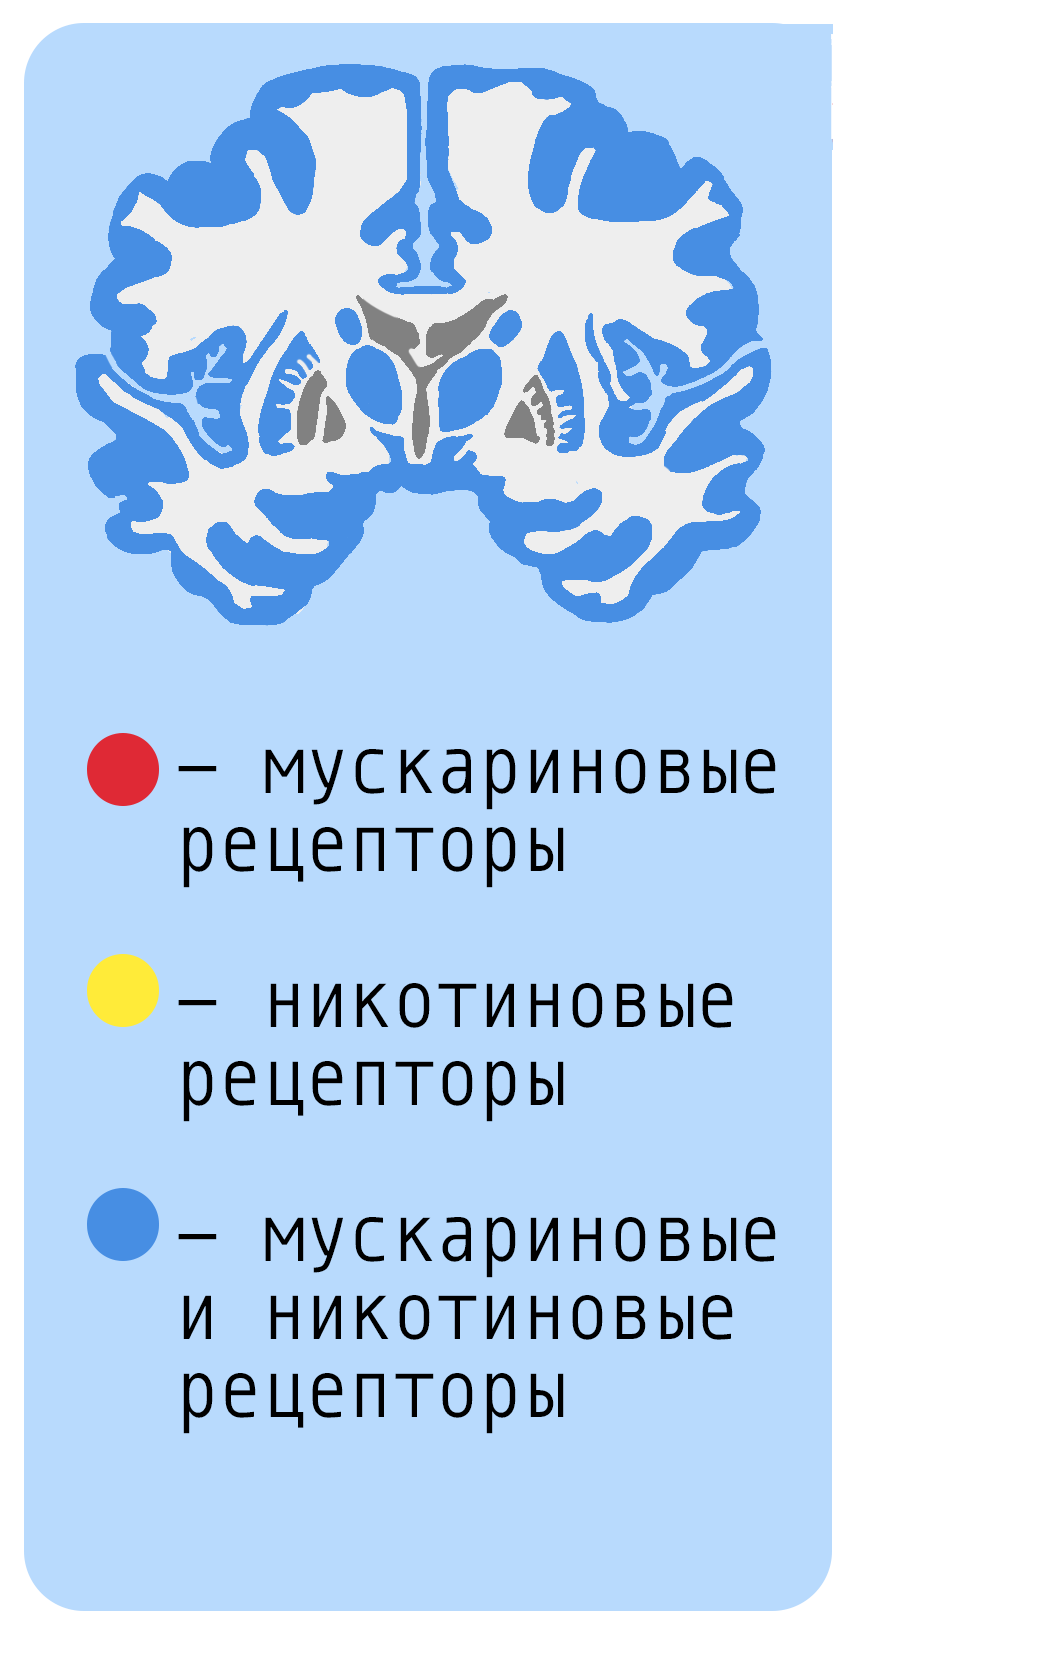 — мускариновые
рецепторы
— никотиновые
рецепторы
— мускариновые
и никотиновые
рецепторы